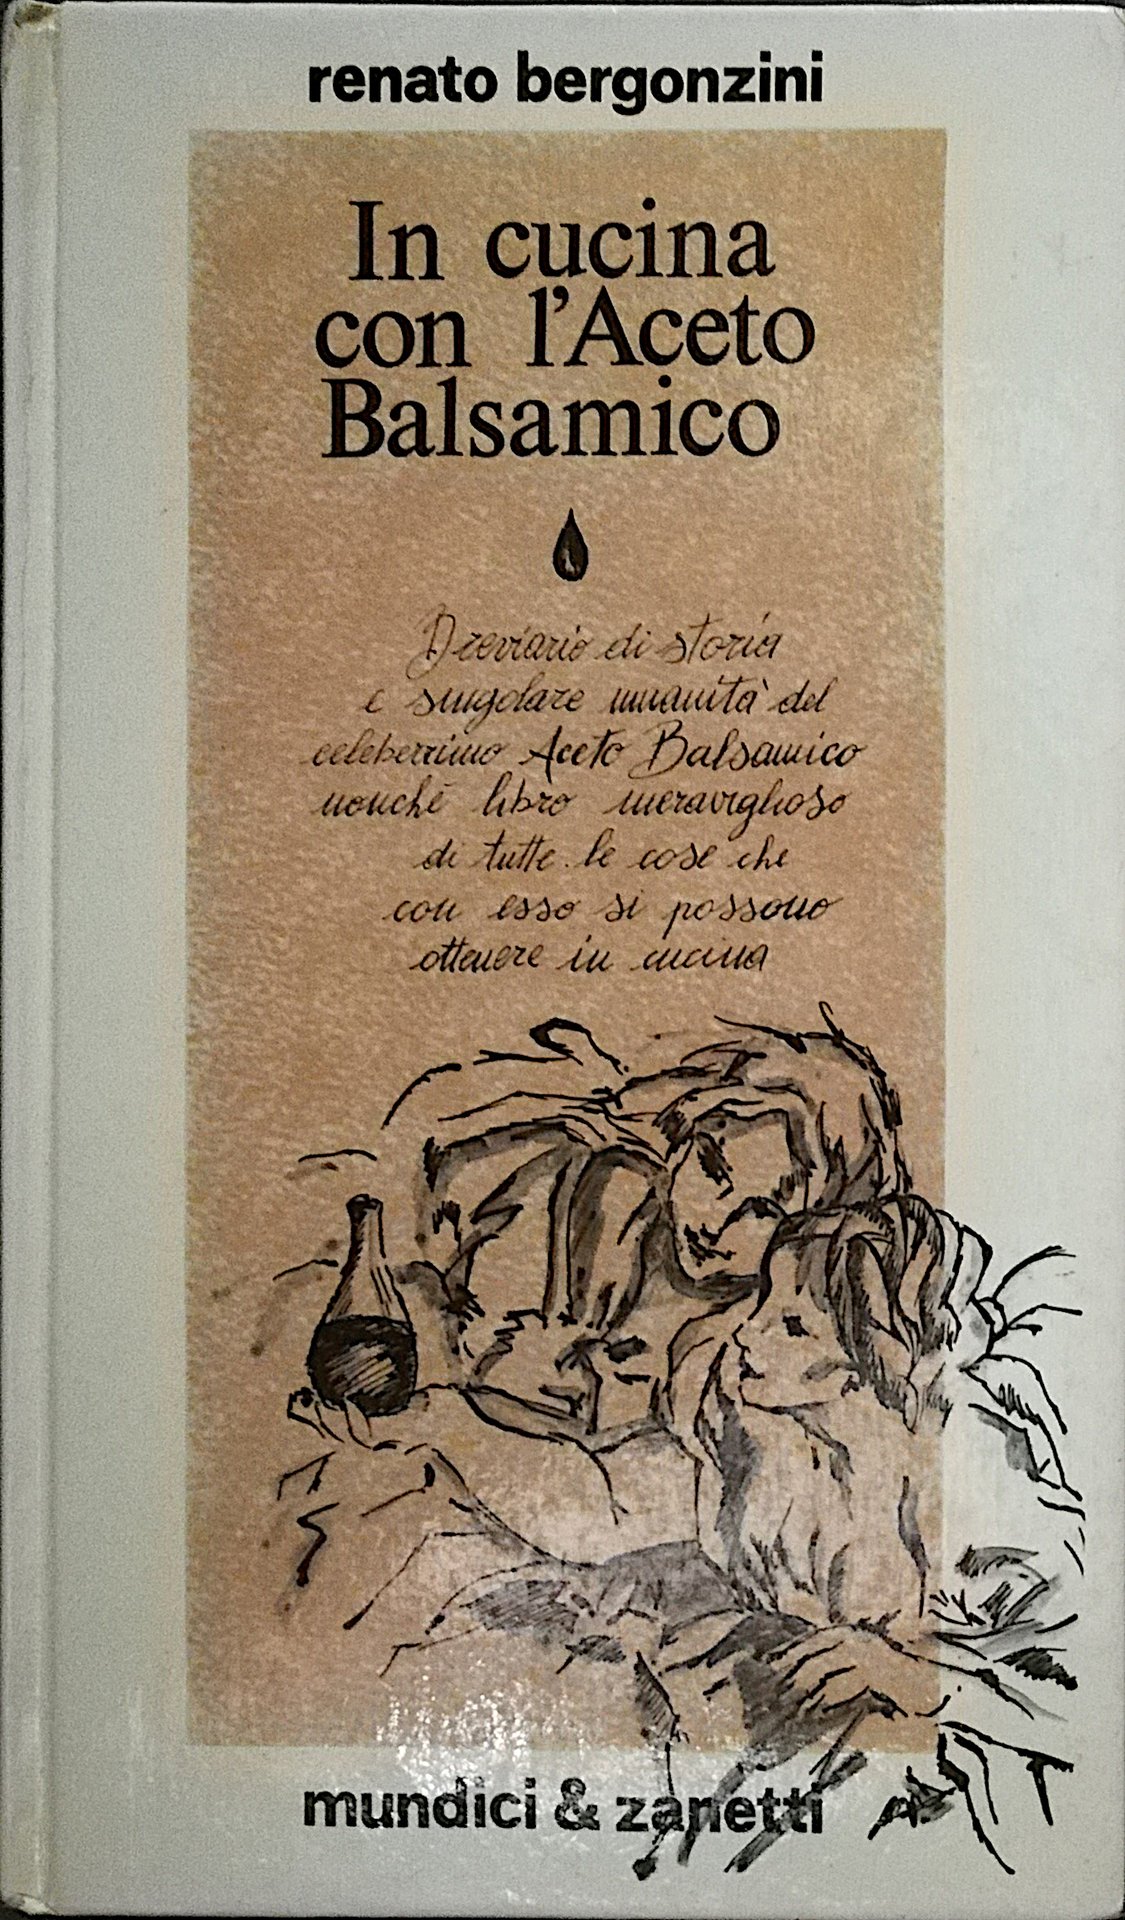 renato bergonzini
In cucina
con l'Aceto
Balsamico
Breviario di storia
e singolare umanità del
celeberrimo Aceto Balsamico
nonché libro meraviglioso
di tutte le cose che
con esso si possono
ottenere in cucina
mundici & zanetti